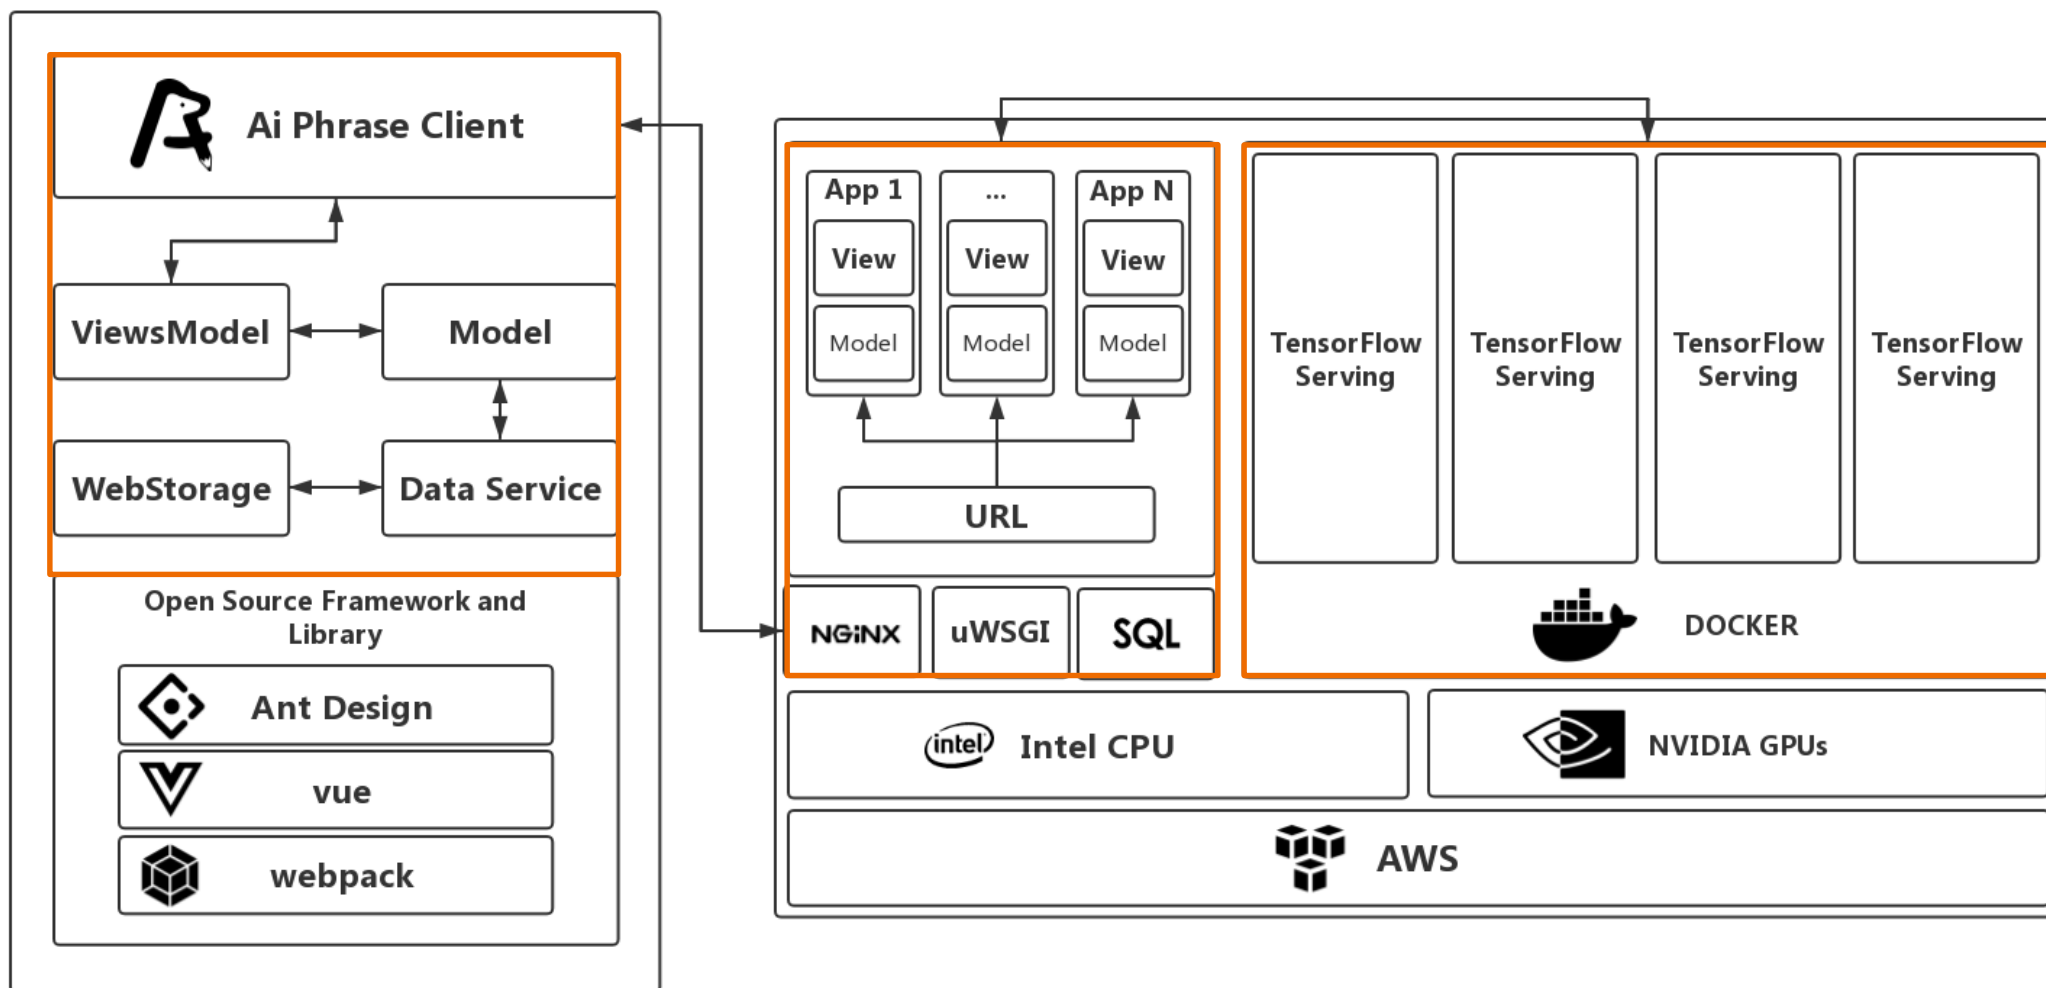 Ai Phrase Client
ViewsModel
Model
WebStorage
Data Service
Open Source Framework and
Library
Ant Design
vue
webpack
App 1
...
App N
View
View
View
Model
Model
Model
URL
NGiNX
uWSGI
SQL
TensorFlow
Serving
TensorFlow
Serving
TensorFlow
Serving
TensorFlow
Serving
DOCKER
intel
Intel CPU
NVIDIA GPUs
AWS